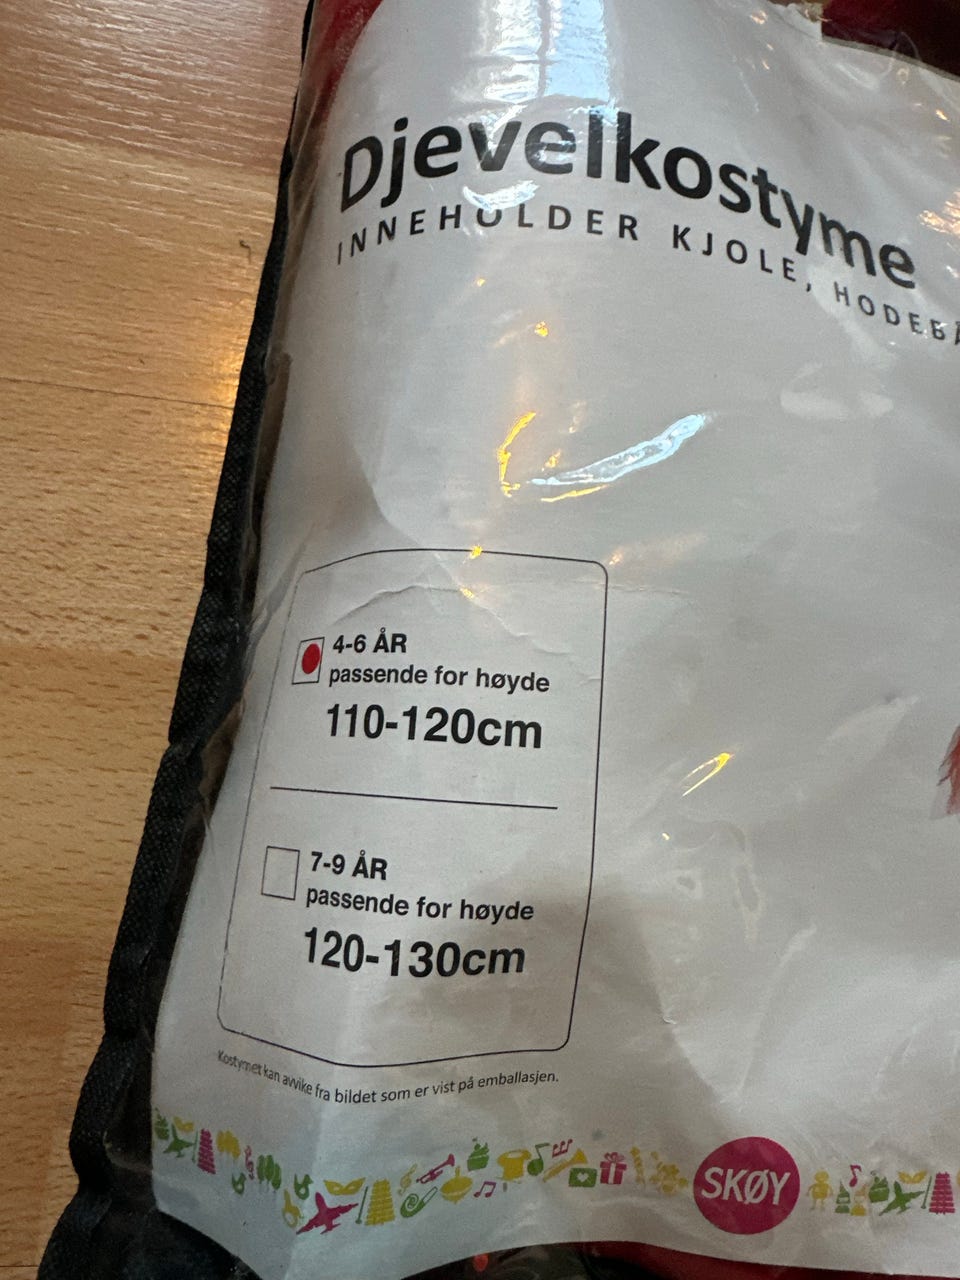 Djevelkostyme
INNEHOLDER KJOLE,
4-6 ÅR
passende for høyde
110-120cm
7-9 ÅR
passende for høyde
120-130cm
Kostymet kan avvike fra bildet som er vist på emballasjen.
SKØY